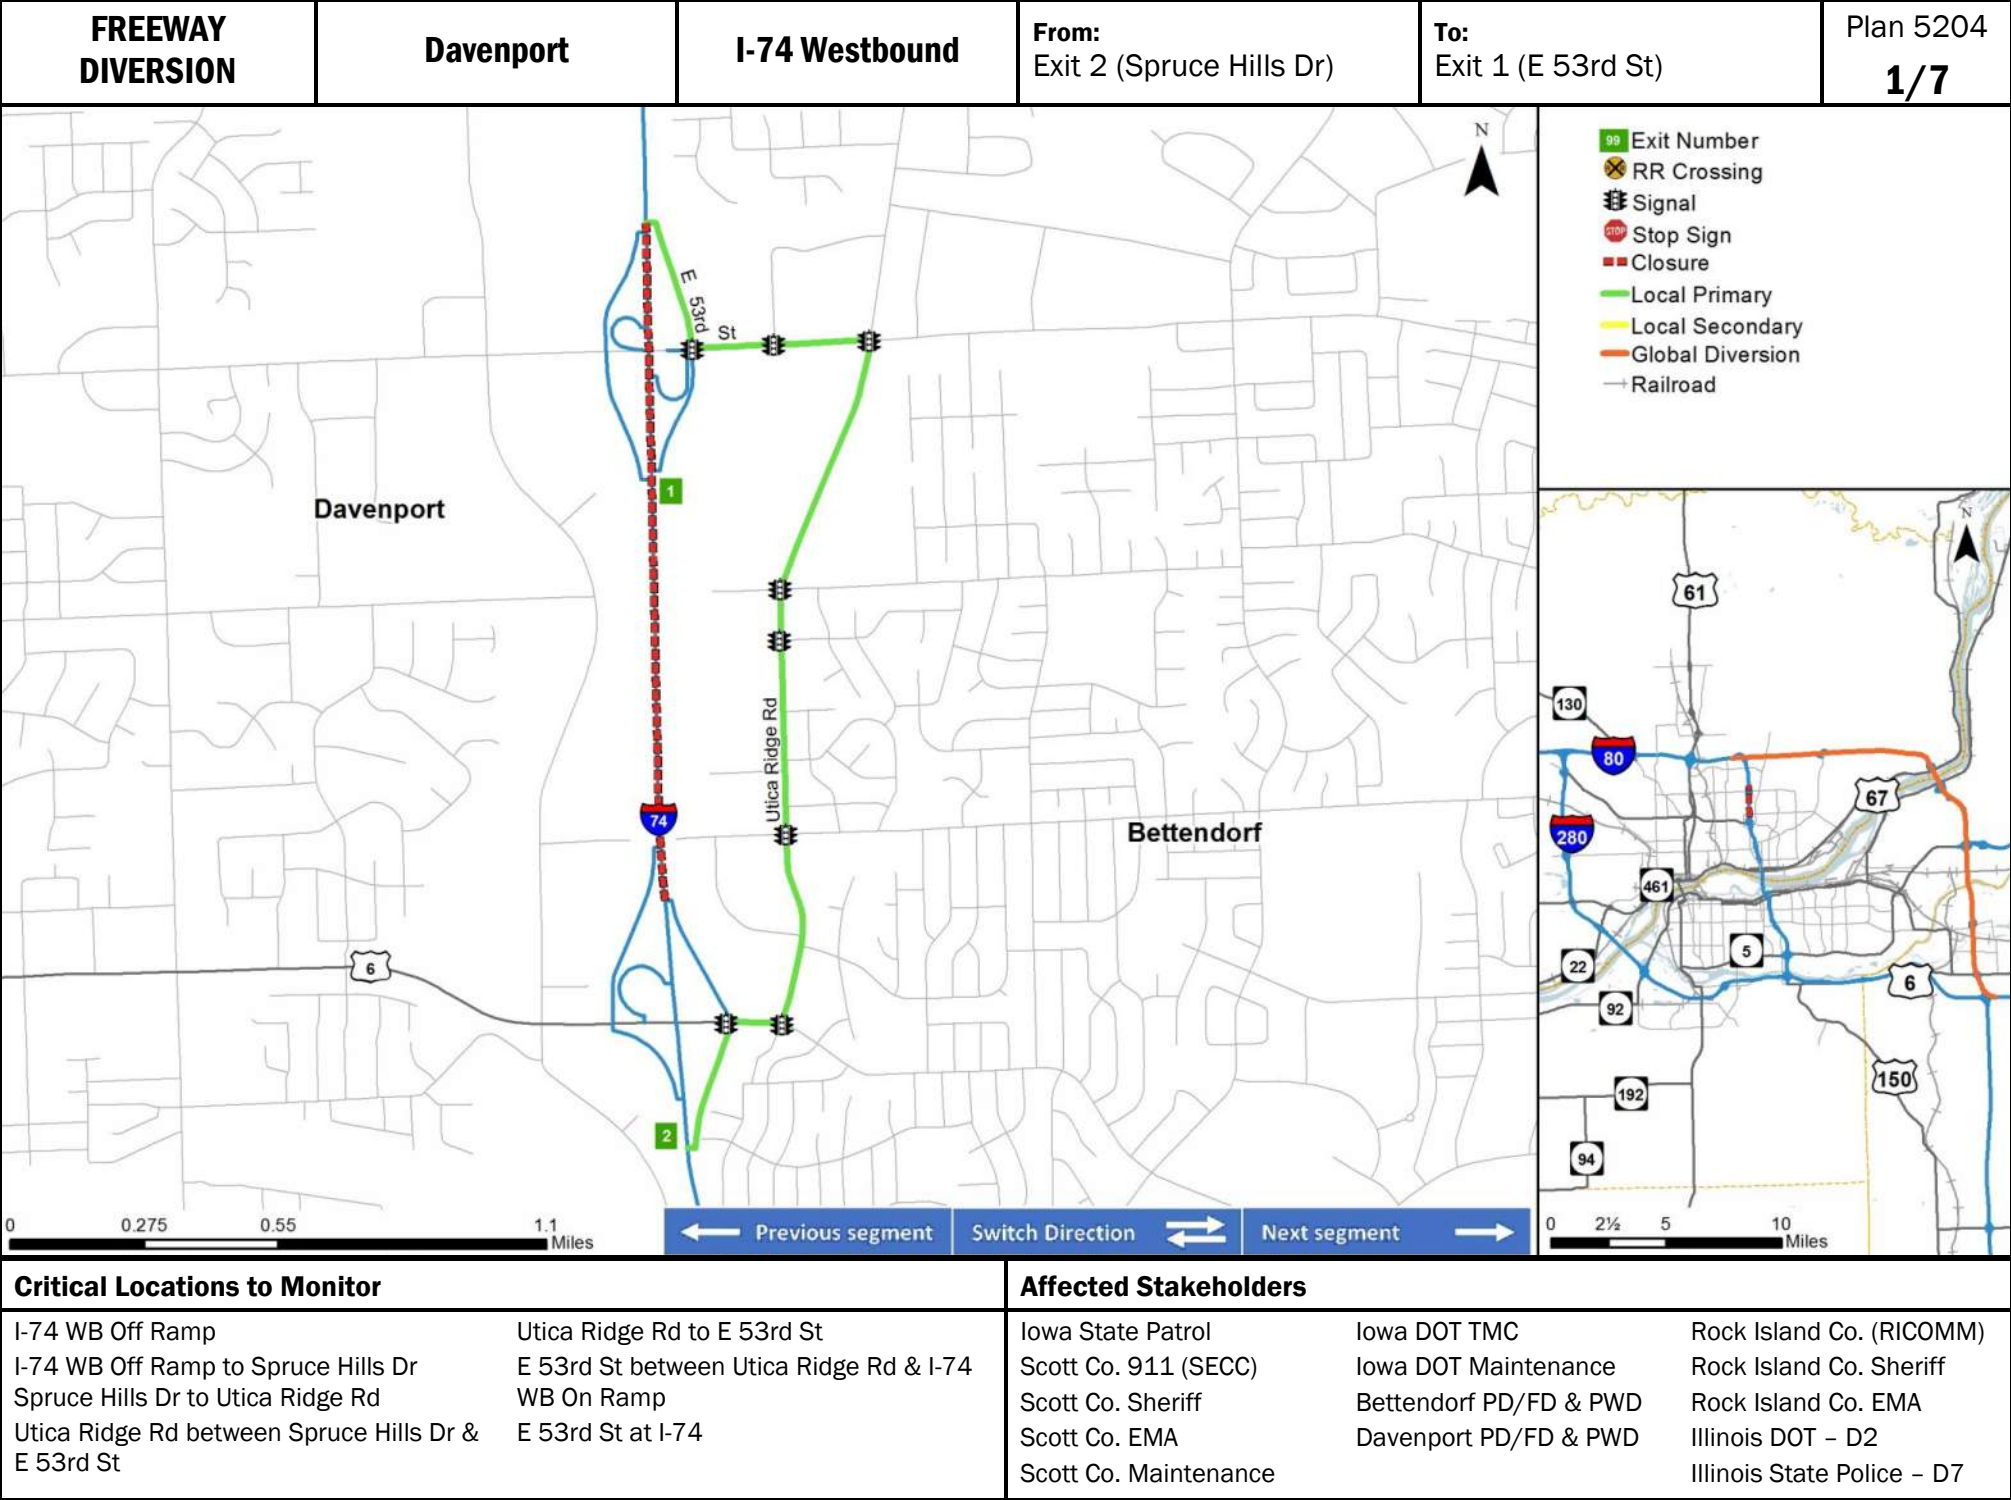 FREEWAY
DIVERSION
Davenport
I-74 Westbound
From:
Exit 2 (Spruce Hills Dr)
To:
Exit 1 (E 53rd St)
Plan 5204
1/7
N
E 53rd St
1
Davenport
Utica Ridge Rd
74
Bettendorf
6
2
0 0.275 0.55 1.1
Miles
Previous segment
Switch Direction
Next segment
99 Exit Number
RR Crossing
Signal
STOP Stop Sign
Closure
Local Primary
Local Secondary
Global Diversion
Railroad
N
61
130
80
67
280
461
5
22
6
92
150
192
94
0 2½ 5 10
Miles
Critical Locations to Monitor
I-74 WB Off Ramp
I-74 WB Off Ramp to Spruce Hills Dr
Spruce Hills Dr to Utica Ridge Rd
Utica Ridge Rd between Spruce Hills Dr &
E 53rd St
Utica Ridge Rd to E 53rd St
E 53rd St between Utica Ridge Rd & I-74
WB On Ramp
E 53rd St at I-74
Affected Stakeholders
Iowa State Patrol
Scott Co. 911 (SECC)
Scott Co. Sheriff
Scott Co. EMA
Scott Co. Maintenance
Iowa DOT TMC
Iowa DOT Maintenance
Bettendorf PD/FD & PWD
Davenport PD/FD & PWD
Rock Island Co. (RICOMM)
Rock Island Co. Sheriff
Rock Island Co. EMA
Illinois DOT – D2
Illinois State Police – D7